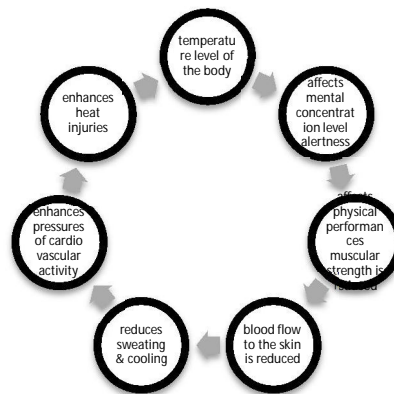 temperatu
re level of
the body
affects
mental
concentrat
ion level
alertness
affects
physical
performan
ces
muscular
strength is
reduced
blood flow
to the skin
is reduced
reduces
sweating
& cooling
enhances
pressures
of cardio
vascular
activity
enhances
heat
injuries